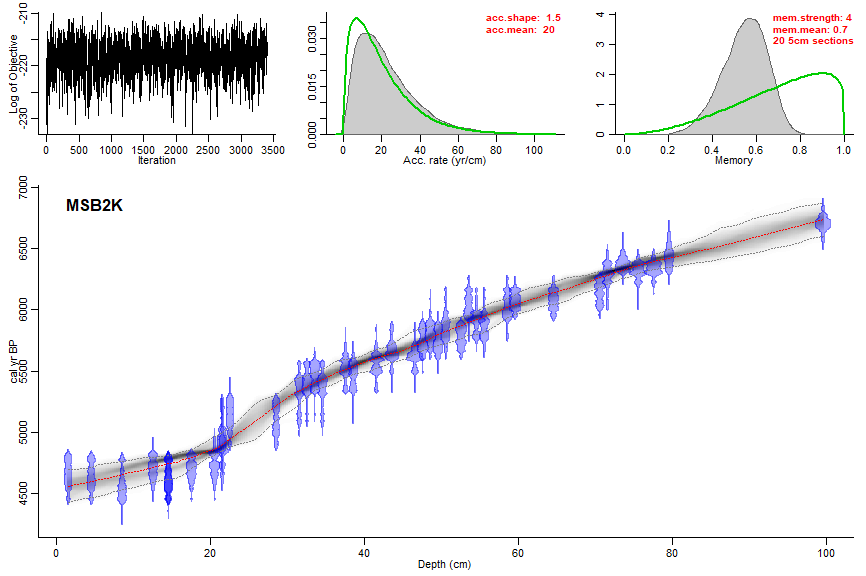 -210
-220
-230
Log of Objective
0 500 1000 1500 2000 2500 3000 3500
Iteration
0.030
0.015
0.000
acc.shape: 1.5
acc.mean: 20
0 20 40 60 80 100
Acc. rate (yr/cm)
4
3
2
1
0
mem.strength: 4
mem.mean: 0.7
20 5cm sections
0.0 0.2 0.4 0.6 0.8 1.0
Memory
MSB2K
7000
6500
6000
5500
5000
4500
cal yr BP
0 20 40 60 80 100
Depth (cm)